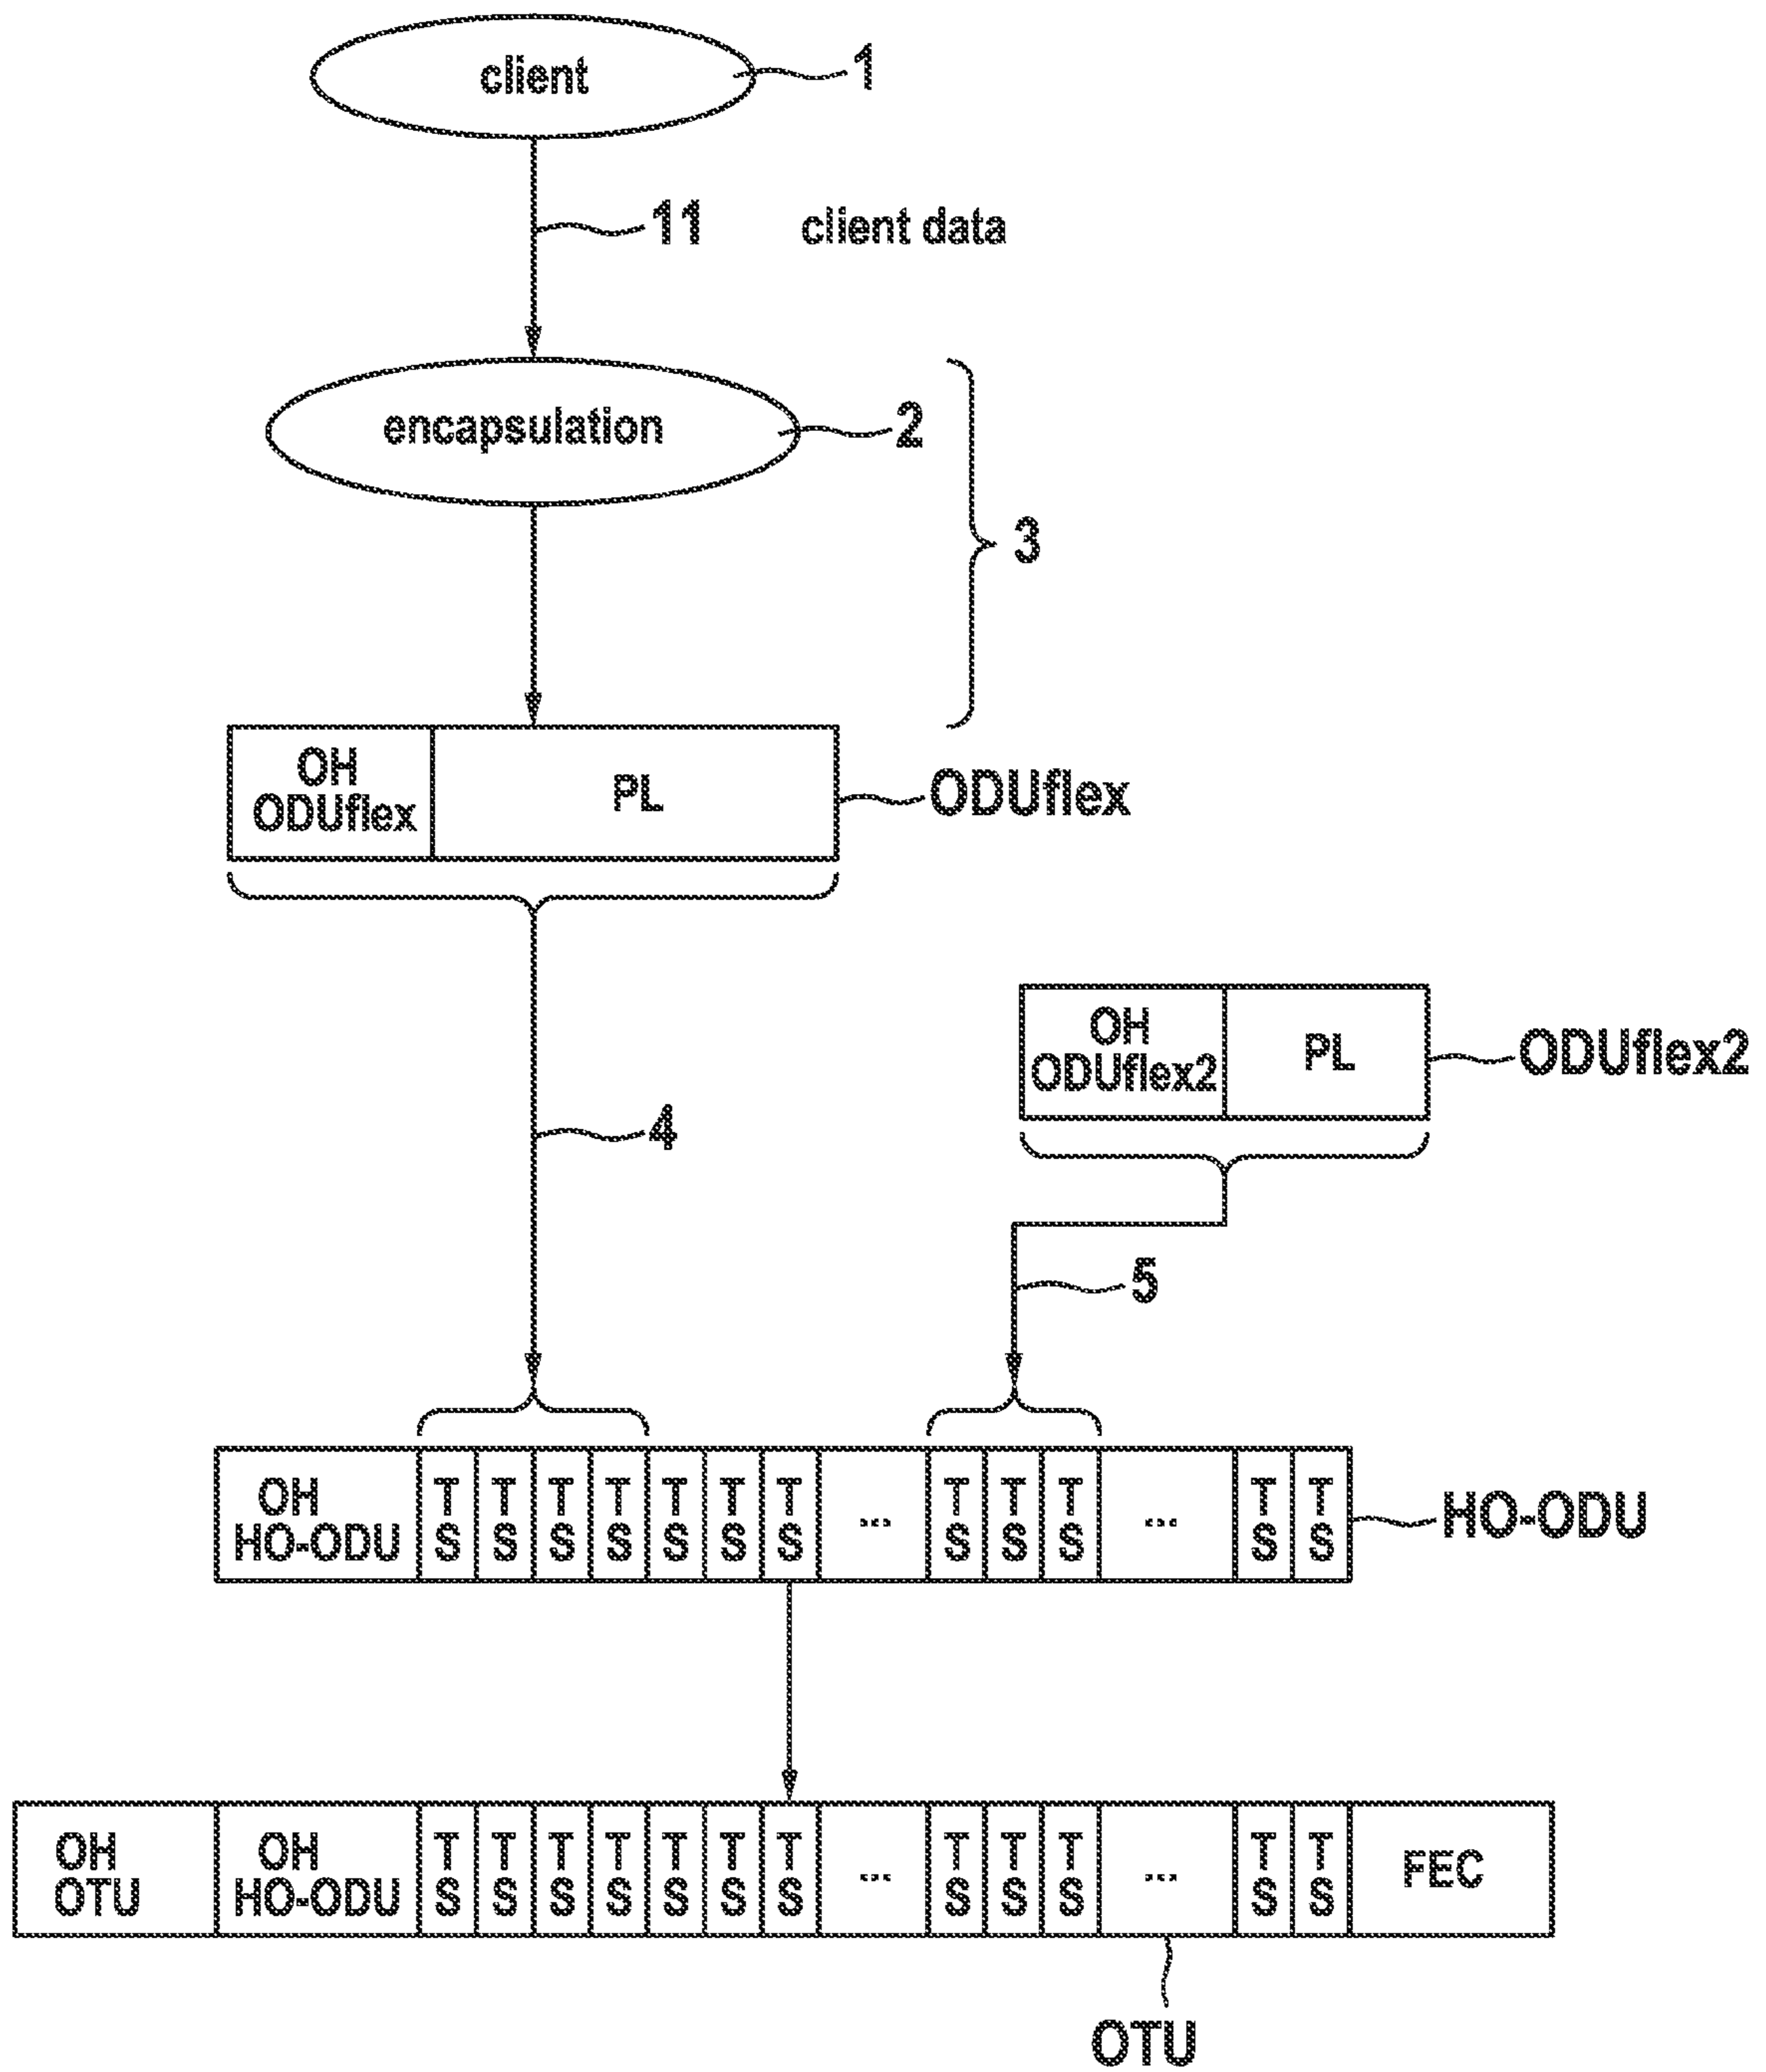 client
1
11
client data
encapsulation
2
3
OH
ODUflex
PL
ODUflex
OH
ODUflex2
PL
ODUflex2
4
5
OH
HO-ODU
T T T T T T T ... T T T ... T T
S S S S S S S S S S S S
HO-ODU
OH
OTU
OH
HO-ODU
T T T T T T T ... T T T ... T T
S S S S S S S S S S S S
FEC
OTU